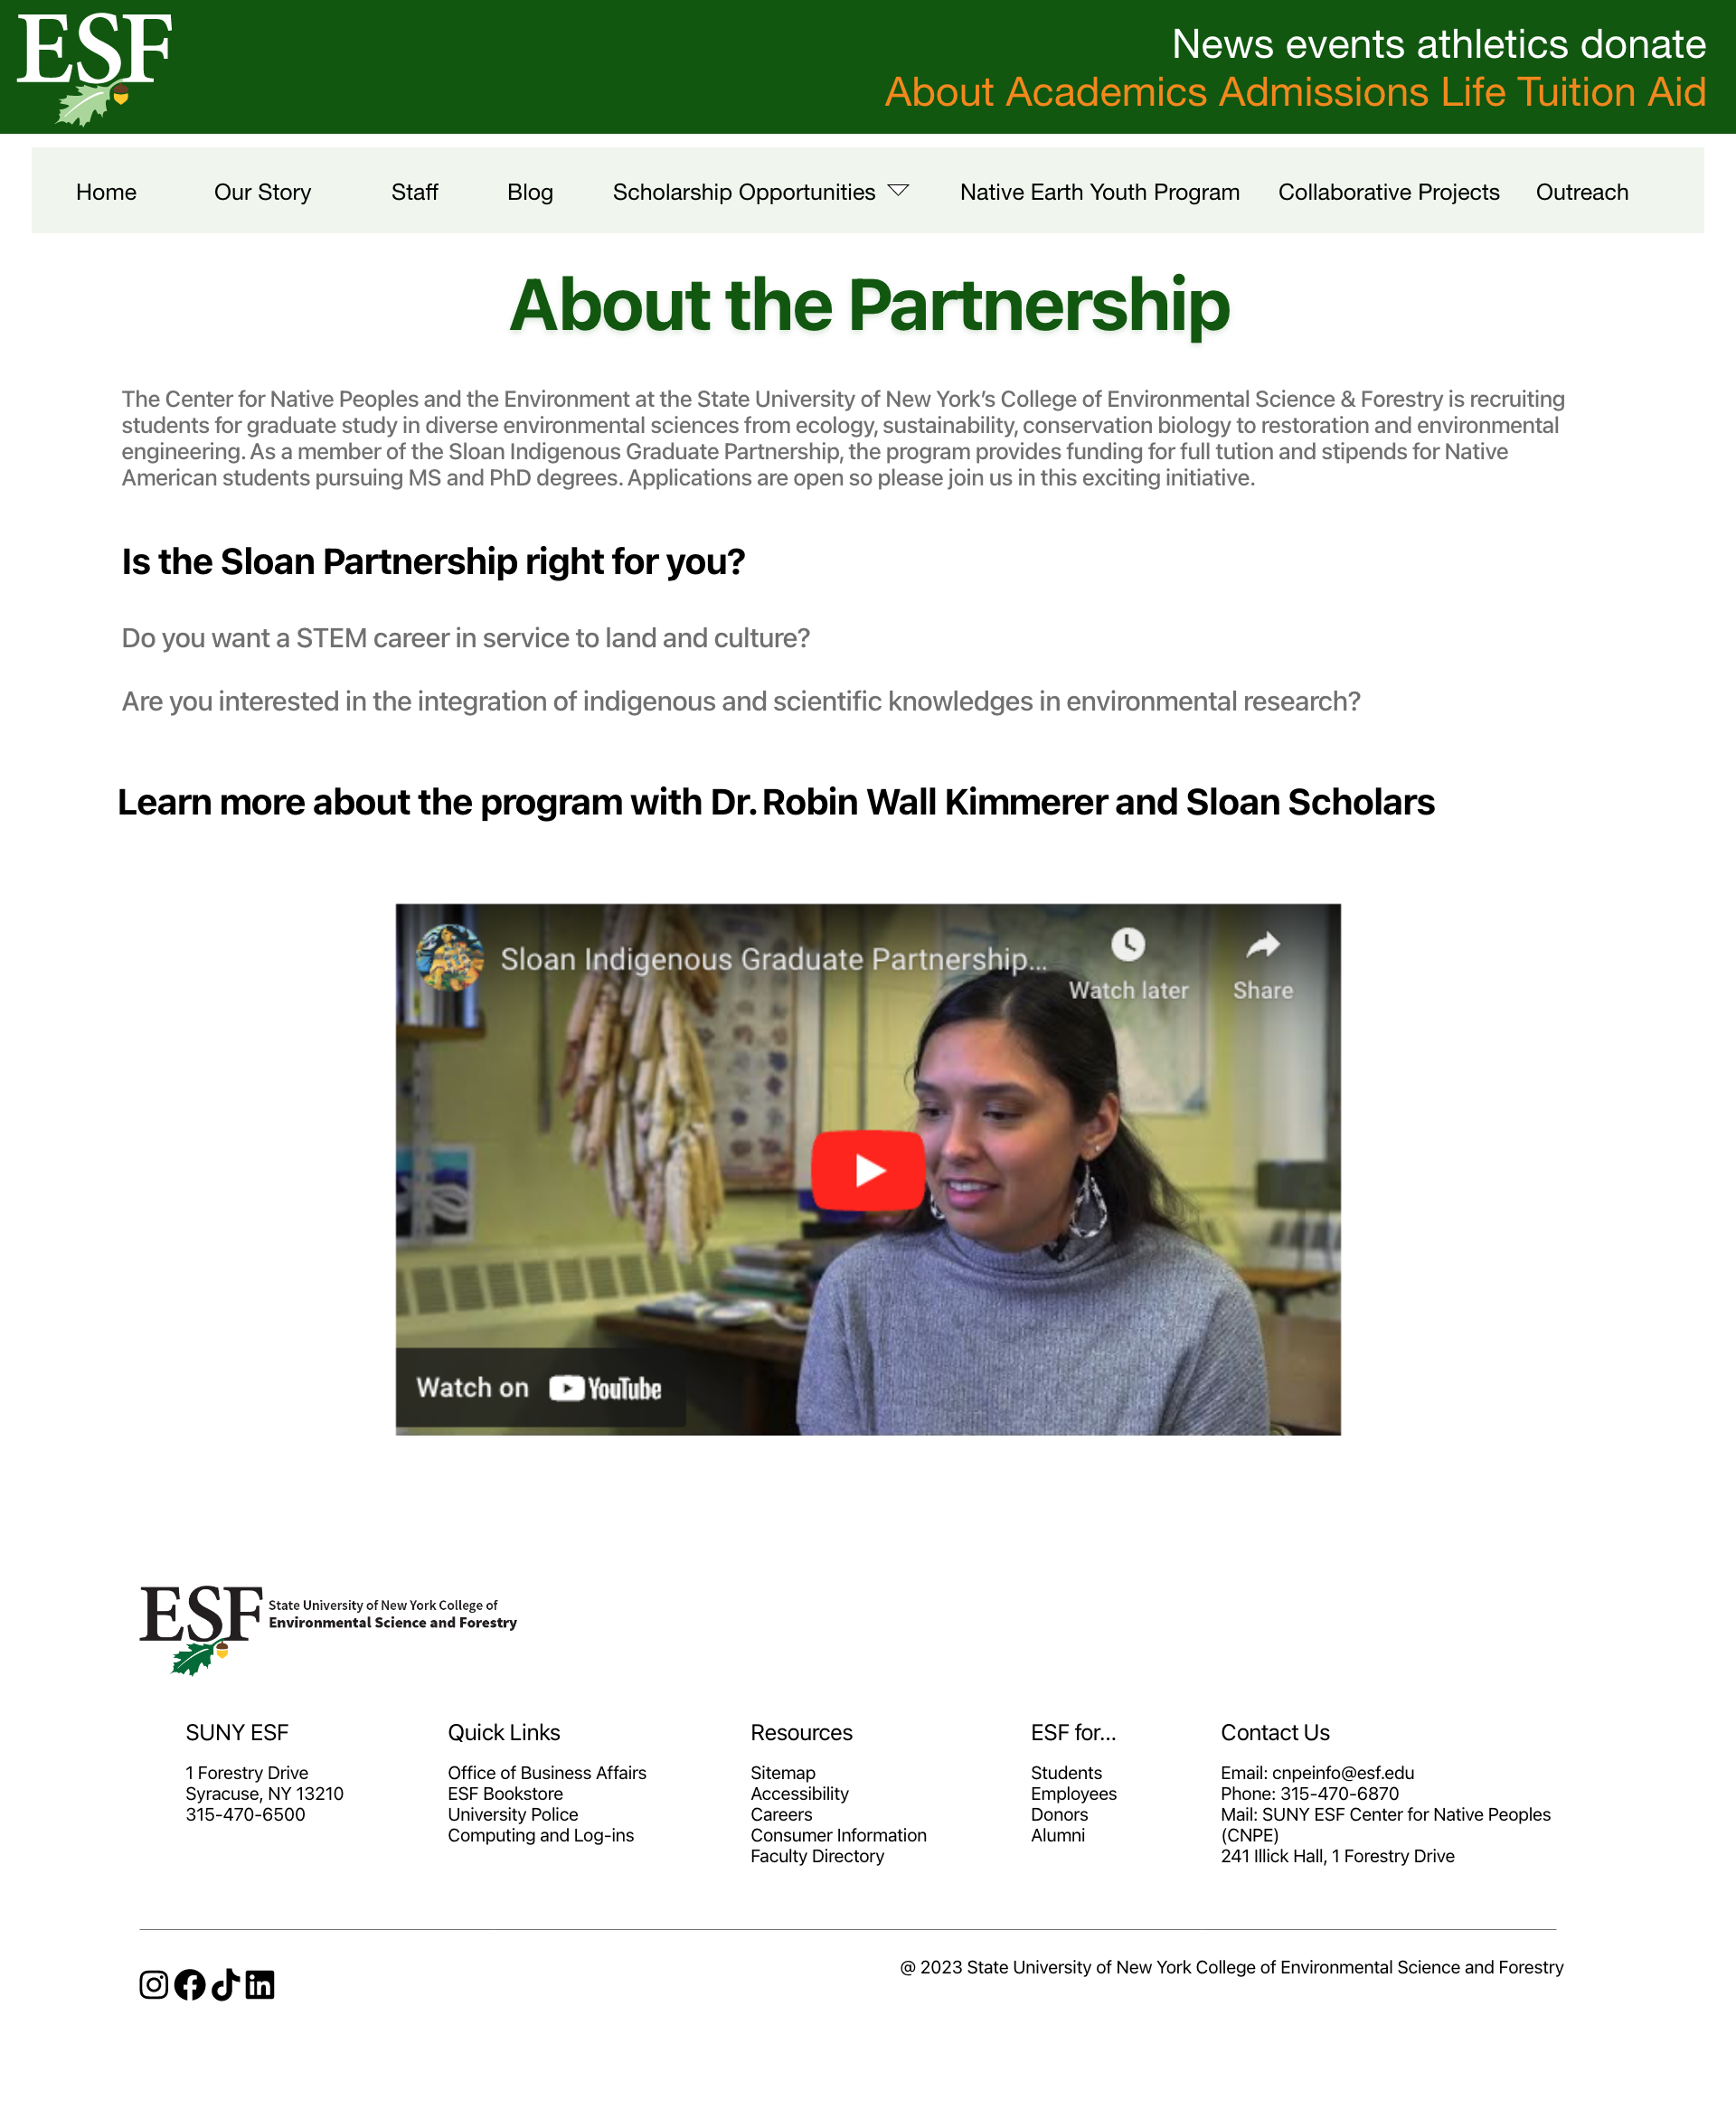 ESF
News events athletics donate
About Academics Admissions Life Tuition Aid
Home Our Story Staff Blog Scholarship Opportunities Native Earth Youth Program Collaborative Projects Outreach
About the Partnership
The Center for Native Peoples and the Environment at the State University of New York’s College of Environmental Science & Forestry is recruiting
students for graduate study in diverse environmental sciences from ecology, sustainability, conservation biology to restoration and environmental
engineering. As a member of the Sloan Indigenous Graduate Partnership, the program provides funding for full tution and stipends for Native
American students pursuing MS and PhD degrees. Applications are open so please join us in this exciting initiative.
Is the Sloan Partnership right for you?
Do you want a STEM career in service to land and culture?
Are you interested in the integration of indigenous and scientific knowledges in environmental research?
Learn more about the program with Dr. Robin Wall Kimmerer and Sloan Scholars
Sloan Indigenous Graduate Partnership...
Watch later Share
Watch on YouTube
ESF
State University of New York College of
Environmental Science and Forestry
SUNY ESF
1 Forestry Drive
Syracuse, NY 13210
315-470-6500
Quick Links
Office of Business Affairs
ESF Bookstore
University Police
Computing and Log-ins
Resources
Sitemap
Accessibility
Careers
Consumer Information
Faculty Directory
ESF for...
Students
Employees
Donors
Alumni
Contact Us
Email: cnpeinfo@esf.edu
Phone: 315-470-6870
Mail: SUNY ESF Center for Native Peoples
(CNPE)
241 Illick Hall, 1 Forestry Drive
@ 2023 State University of New York College of Environmental Science and Forestry